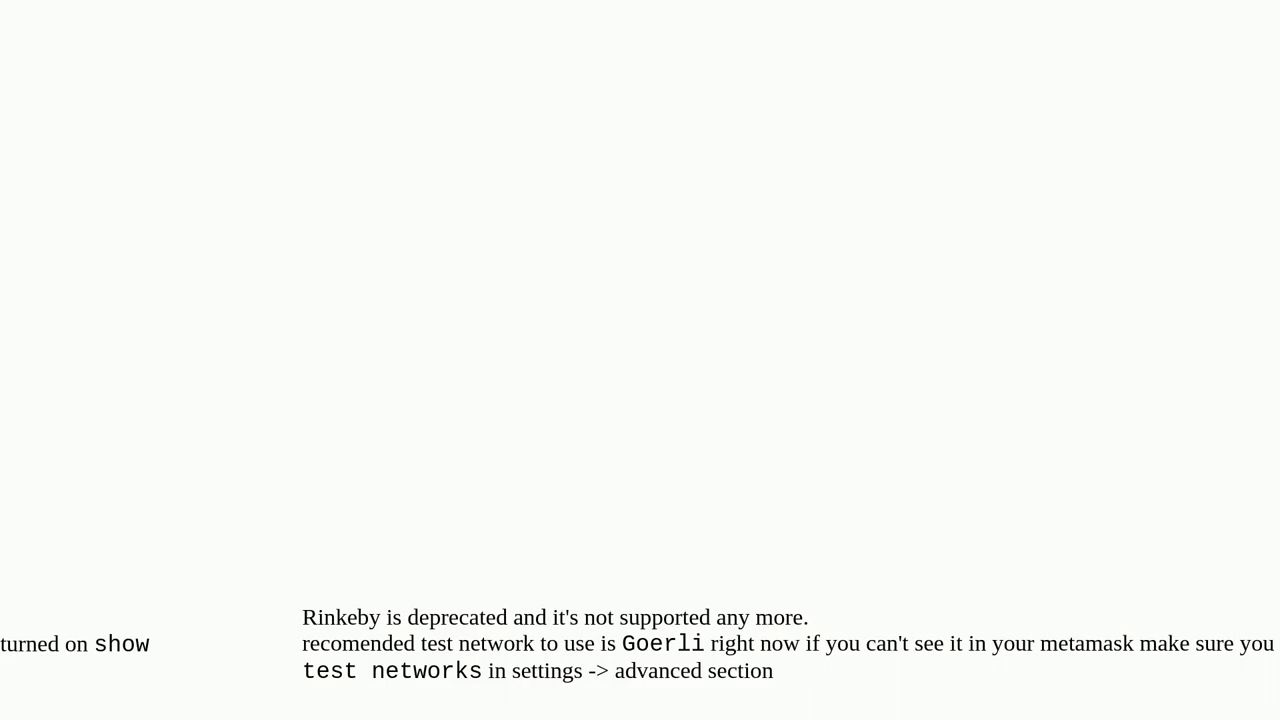 Rinkeby is deprecated and it's not supported any more.
recomended test network to use is Goerli right now if you can't see it in your metamask make sure you
turned on show
test networks in settings -> advanced section